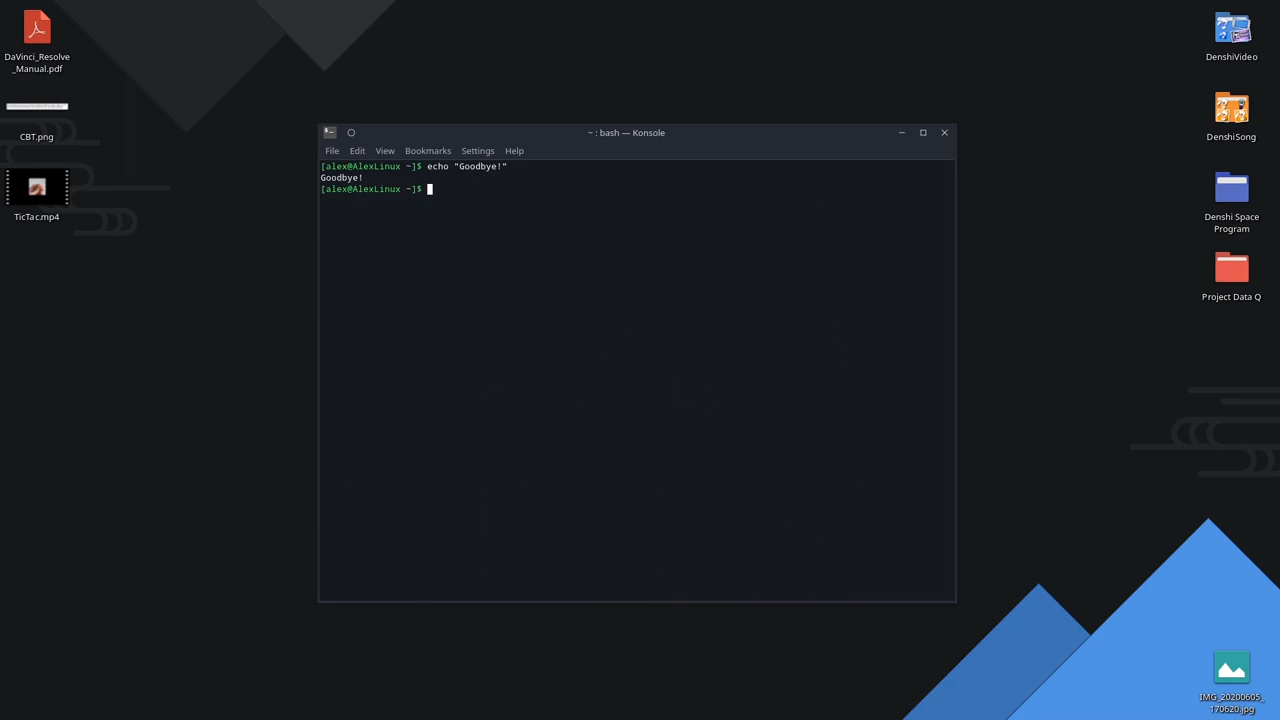 DaVinci_Resolve
_Manual.pdf
CBT.png
TicTac.mp4
~ : bash — Konsole
File Edit View Bookmarks Settings Help
[alex@AlexLinux ~]$ echo "Goodbye!"
Goodbye!
[alex@AlexLinux ~]$
DenshiVideo
DenshiSong
Denshi Space
Program
Project Data Q
IMG_20200605_
170620.jpg